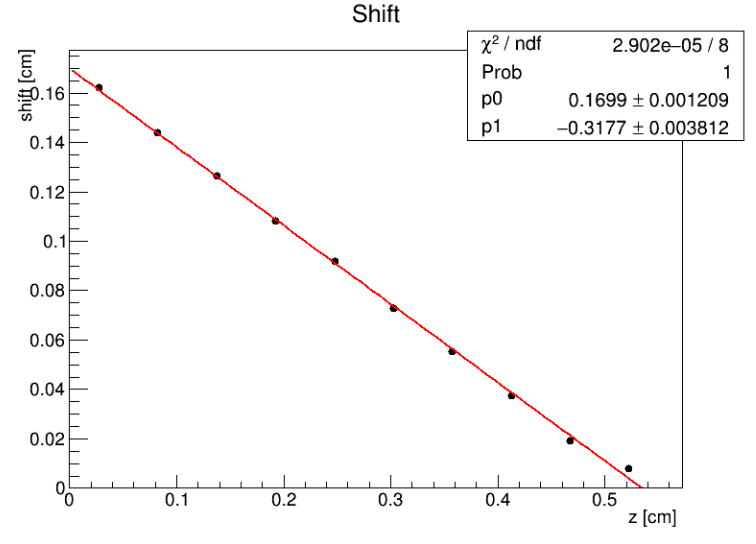 Shift
χ² / ndf 2.902e−05 / 8
Prob 1
p0 0.1699 ± 0.001209
p1 −0.3177 ± 0.003812
shift [cm]
0.16
0.14
0.12
0.1
0.08
0.06
0.04
0.02
0
0 0.1 0.2 0.3 0.4 0.5
z [cm]